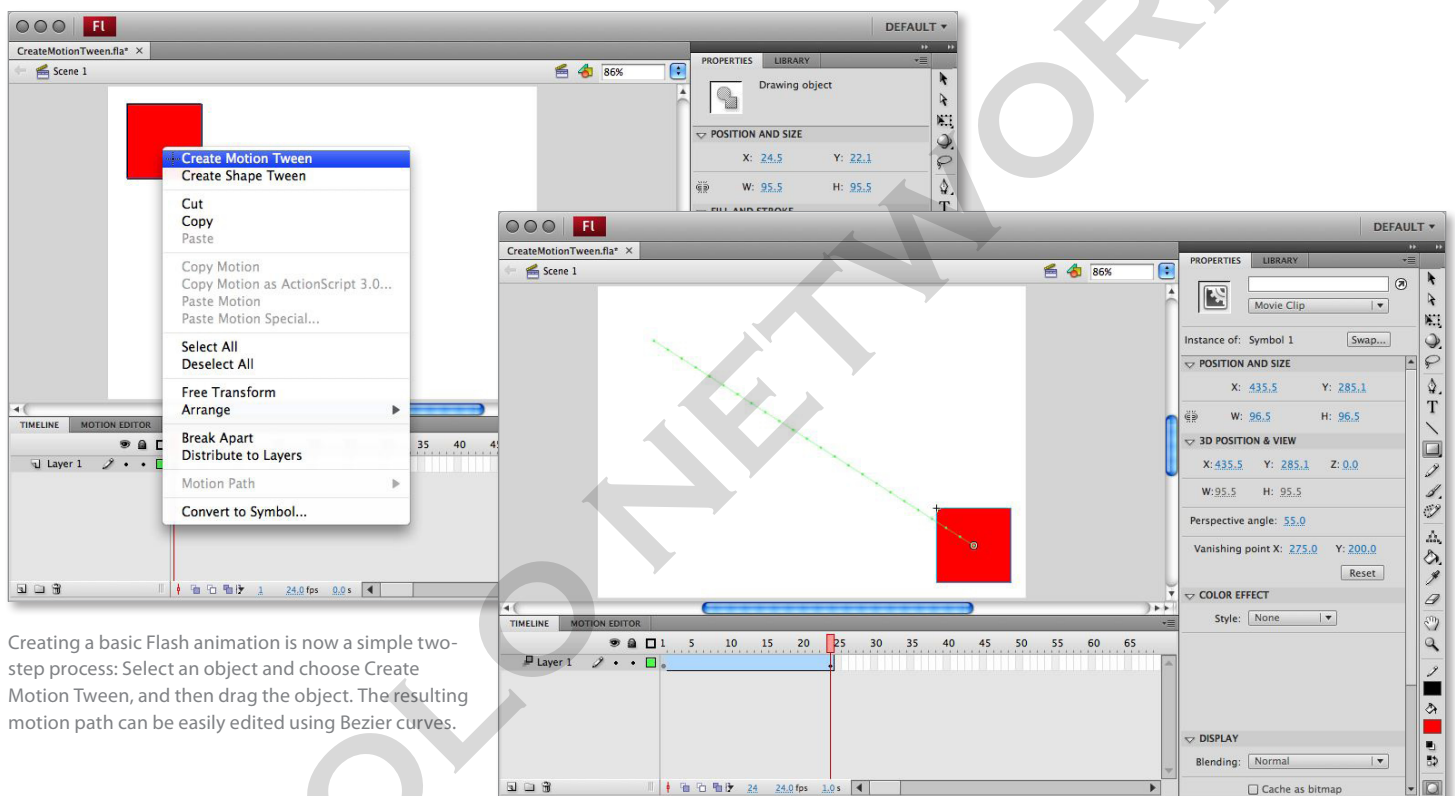 Fl
DEFAULT
CreateMotionTween.fla* ×
Scene 1
86%
PROPERTIES LIBRARY
Drawing object
POSITION AND SIZE
X: 24.5 Y: 22.1
W: 95.5 H: 95.5
FILL AND STROKE
Create Motion Tween
Create Shape Tween
Cut
Copy
Paste
Copy Motion
Copy Motion as ActionScript 3.0...
Paste Motion
Paste Motion Special...
Select All
Deselect All
Free Transform
Arrange
Break Apart
Distribute to Layers
Motion Path
Convert to Symbol...
TIMELINE MOTION EDITOR
35 40
Layer 1
1 24.0 fps 0.0 s
Fl
DEFAULT
CreateMotionTween.fla* ×
Scene 1
86%
PROPERTIES LIBRARY
Movie Clip
Instance of: Symbol 1 Swap...
POSITION AND SIZE
X: 435.5 Y: 285.1
W: 96.5 H: 96.5
3D POSITION & VIEW
X: 435.5 Y: 285.1 Z: 0.0
W: 95.5 H: 95.5
Perspective angle: 55.0
Vanishing point X: 275.0 Y: 200.0
Reset
COLOR EFFECT
Style: None
DISPLAY
Blending: Normal
Cache as bitmap
TIMELINE MOTION EDITOR
1 5 10 15 20 25 30 35 40 45 50 55 60 65
Layer 1
24 24.0 fps 1.0 s
Creating a basic Flash animation is now a simple two-
step process: Select an object and choose Create
Motion Tween, and then drag the object. The resulting
motion path can be easily edited using Bezier curves.
OLO NETWOR